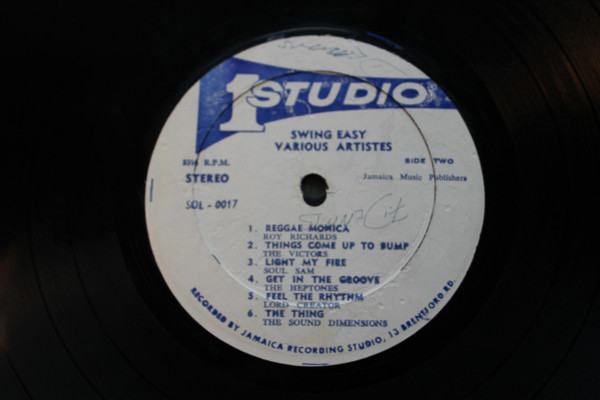 1 STUDIO
SWING EASY
VARIOUS ARTISTES
33⅓ R.P.M.
SIDE TWO
STEREO
Jamaica Music Publishers
SOL - 0017
1. REGGAE MONICA
ROY RICHARDS
2. THINGS COME UP TO BUMP
THE VICTORS
3. LIGHT MY FIRE
SOUL SAM
4. GET IN THE GROOVE
THE HEPTONES
5. FEEL THE RHYTHM
LORD CREATOR
6. THE THING
THE SOUND DIMENSIONS
RECORDED BY JAMAICA RECORDING STUDIO, 13 BRENTFORD RD.